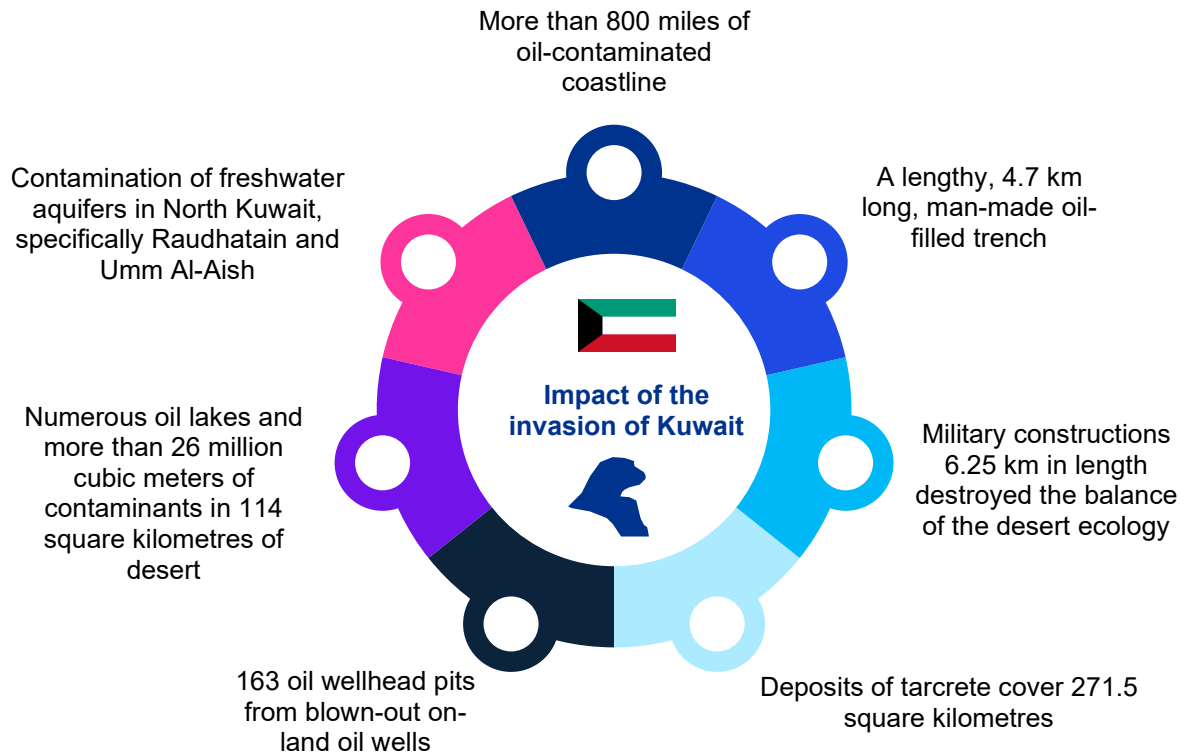 More than 800 miles of
oil-contaminated
coastline
A lengthy, 4.7 km
long, man-made oil-
filled trench
Military constructions
6.25 km in length
destroyed the balance
of the desert ecology
Deposits of tarcrete cover 271.5
square kilometres
163 oil wellhead pits
from blown-out on-
land oil wells
Numerous oil lakes and
more than 26 million
cubic meters of
contaminants in 114
square kilometres of
desert
Contamination of freshwater
aquifers in North Kuwait,
specifically Raudhatain and
Umm Al-Aish
Impact of the
invasion of Kuwait